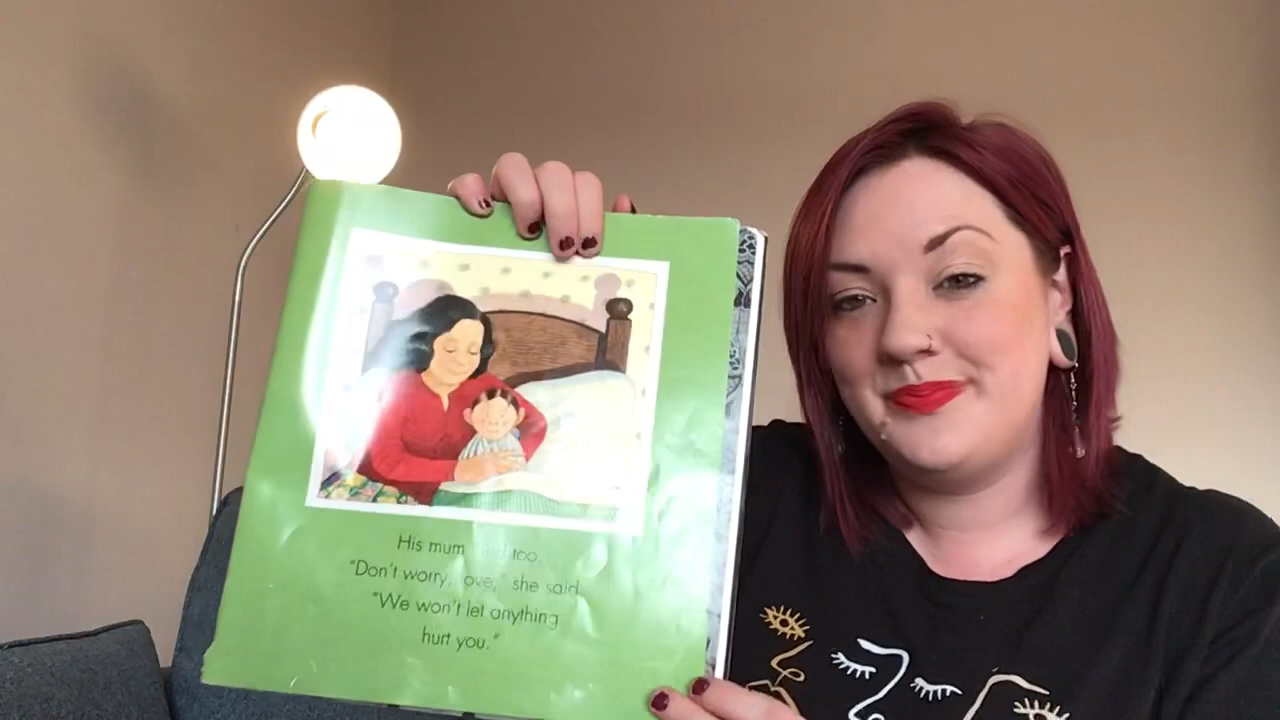 His mum too.
"Don't worry, she said.
"We won't let anything
hurt you."